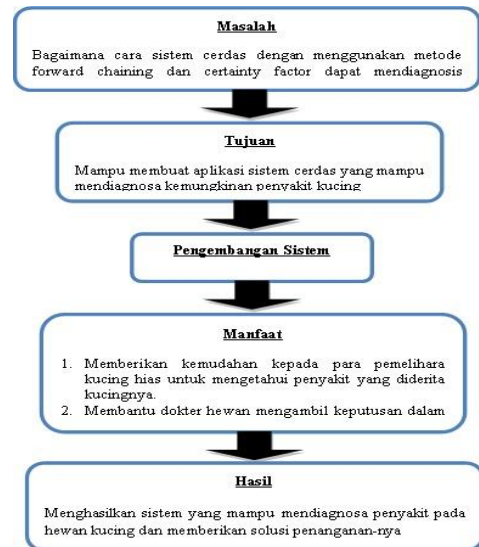 Masalah
Bagaimana cara sistem cerdas dengan menggunakan metode
forward chaining dan certainty factor dapat mendiagnosis
Tujuan
Mampu membuat aplikasi sistem cerdas yang mampu
mendiagnosa kemungkinan penyakit kucing
Pengembangan Sistem
Manfaat
1. Memberikan kemudahan kepada para pemelihara
kucing hias untuk mengetahui penyakit yang diderita
kucingnya.
2. Membantu dokter hewan mengambil keputusan dalam
Hasil
Menghasilkan sistem yang mampu mendiagnosa penyakit pada
hewan kucing dan memberikan solusi penanganan-nya